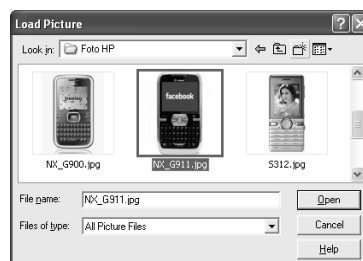 Load Picture
Look in: Foto HP
facebook
NX_G900.jpg NX_G911.jpg 5312.jpg
File name: NX_G911.jpg Open
Files of type: All Picture Files Cancel
Help